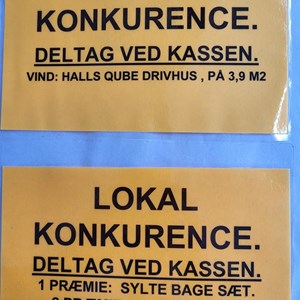 KONKURENCE.
DELTAG VED KASSEN.
VIND: HALLS QUBE DRIVHUS , PÅ 3,9 M2
LOKAL
KONKURENCE.
DELTAG VED KASSEN.
1 PRÆMIE: SYLTE BAGE SÆT.